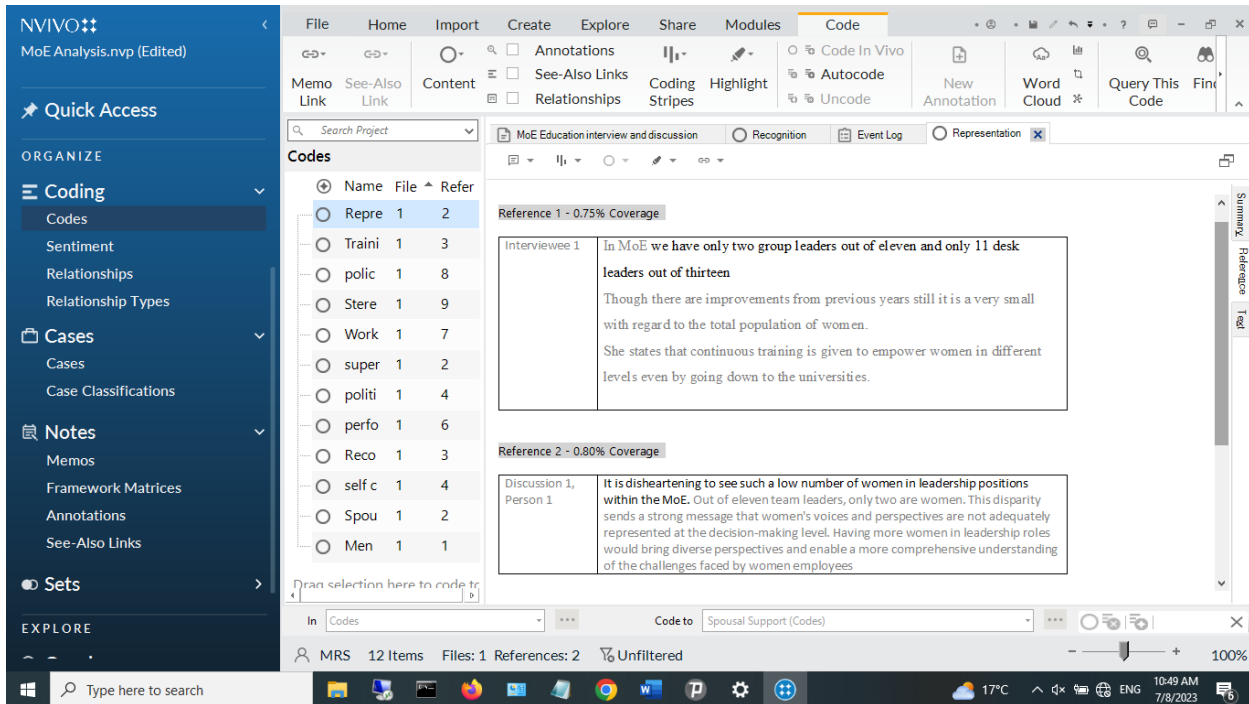 NVIVO
MoE Analysis.nvp (Edited)
Quick Access
ORGANIZE
Coding
Codes
Sentiment
Relationships
Relationship Types
Cases
Cases
Case Classifications
Notes
Memos
Framework Matrices
Annotations
See-Also Links
Sets
EXPLORE
File Home Import Create Explore Share Modules Code
Memo Link
See-Also Link
Content
Annotations
See-Also Links
Relationships
Coding Stripes
Highlight
Code In Vivo
Autocode
Uncode
New Annotation
Word Cloud
Query This Code
Find
Search Project
Codes
Name File Refer
Repre 1 2
Traini 1 3
polic 1 8
Stere 1 9
Work 1 7
super 1 2
politi 1 4
perfo 1 6
Reco 1 3
self c 1 4
Spou 1 2
Men 1 1
Drag selection here to code to
MoE Education interview and discussion
Recognition
Event Log
Representation
Reference 1 - 0.75% Coverage
Interviewee 1
In MoE we have only two group leaders out of eleven and only 11 desk
leaders out of thirteen
Though there are improvements from previous years still it is a very small
with regard to the total population of women.
She states that continuous training is given to empower women in different
levels even by going down to the universities.
Reference 2 - 0.80% Coverage
Discussion 1,
Person 1
It is disheartening to see such a low number of women in leadership positions
within the MoE. Out of eleven team leaders, only two are women. This disparity
sends a strong message that women's voices and perspectives are not adequately
represented at the decision-making level. Having more women in leadership roles
would bring diverse perspectives and enable a more comprehensive understanding
of the challenges faced by women employees
Summary
Reference
Text
In Codes
Code to Spousal Support (Codes)
MRS 12 Items Files: 1 References: 2 Unfiltered
100%
Type here to search
17°C
ENG
10:49 AM
7/8/2023
6